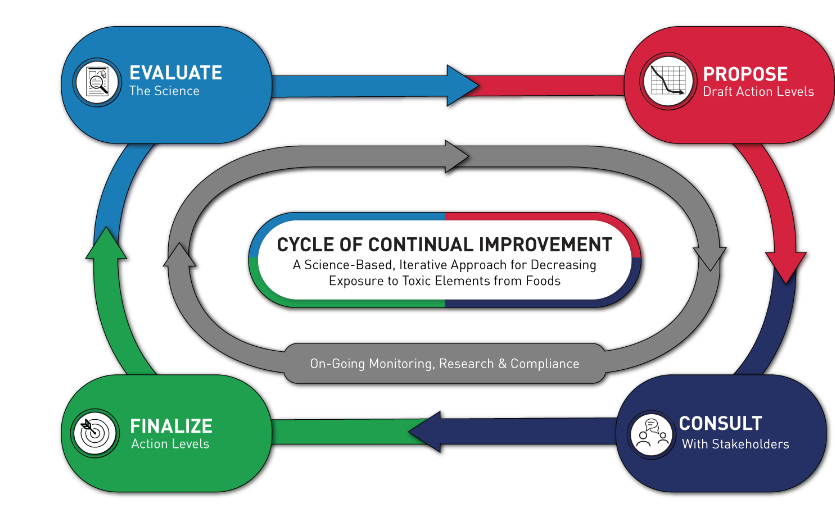 EVALUATE
The Science
PROPOSE
Draft Action Levels
CYCLE OF CONTINUAL IMPROVEMENT
A Science-Based, Iterative Approach for Decreasing
Exposure to Toxic Elements from Foods
On-Going Monitoring, Research & Compliance
FINALIZE
Action Levels
CONSULT
With Stakeholders